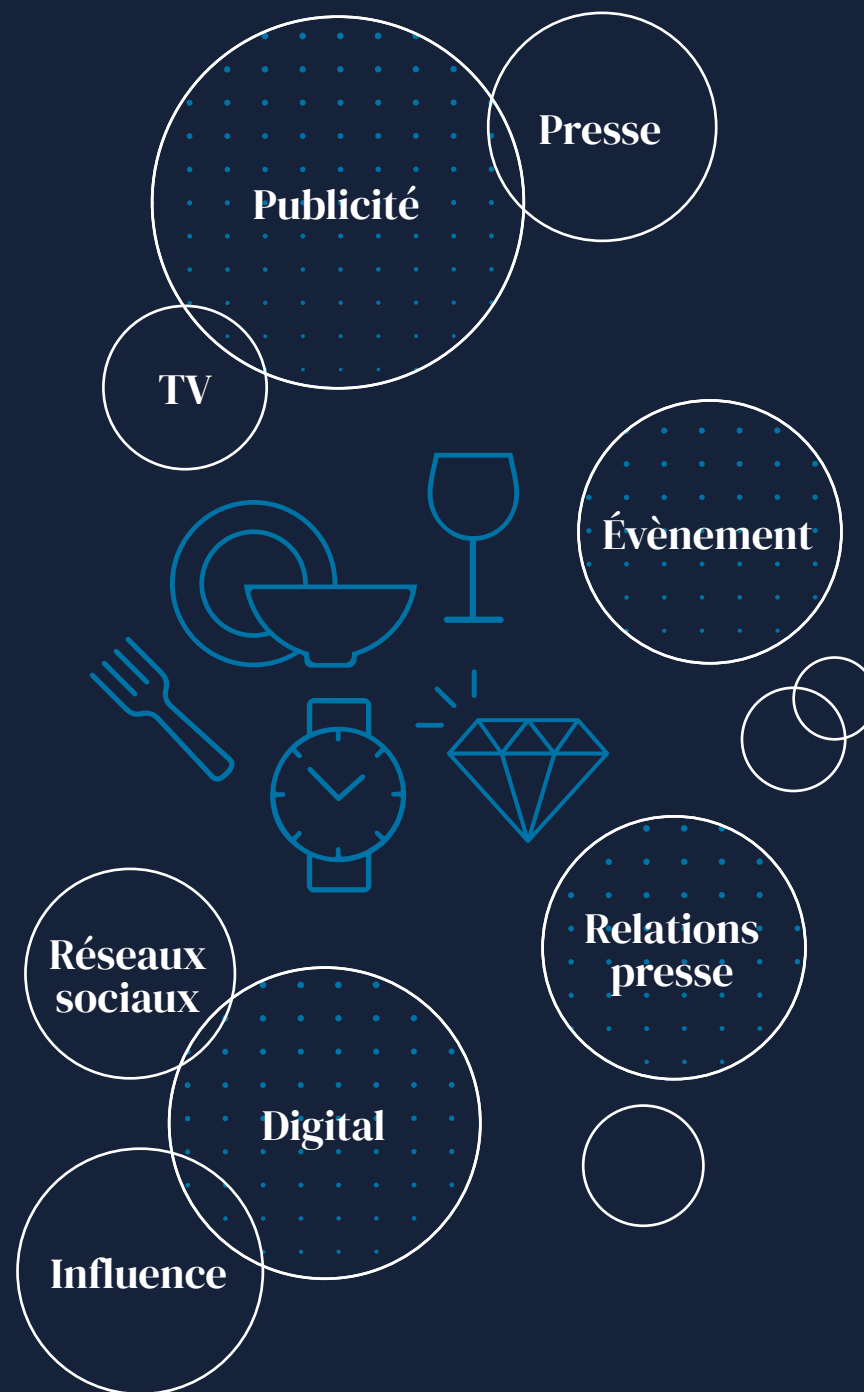 Presse
Publicité
TV
Évènement
Relations
presse
Réseaux
sociaux
Digital
Influence